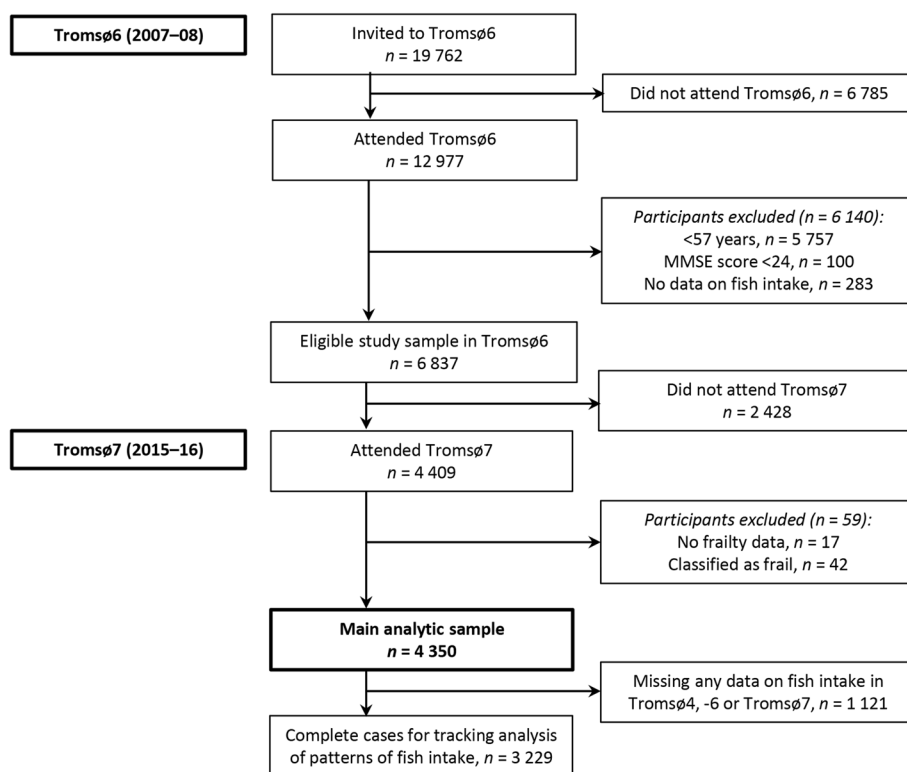 Tromsø6 (2007–08)
Invited to Tromsø6
n = 19 762
Did not attend Tromsø6, n = 6 785
Attended Tromsø6
n = 12 977
Participants excluded (n = 6 140):
<57 years, n = 5 757
MMSE score <24, n = 100
No data on fish intake, n = 283
Eligible study sample in Tromsø6
n = 6 837
Did not attend Tromsø7
n = 2 428
Tromsø7 (2015–16)
Attended Tromsø7
n = 4 409
Participants excluded (n = 59):
No frailty data, n = 17
Classified as frail, n = 42
Main analytic sample
n = 4 350
Missing any data on fish intake in
Tromsø4, -6 or Tromsø7, n = 1 121
Complete cases for tracking analysis
of patterns of fish intake, n = 3 229